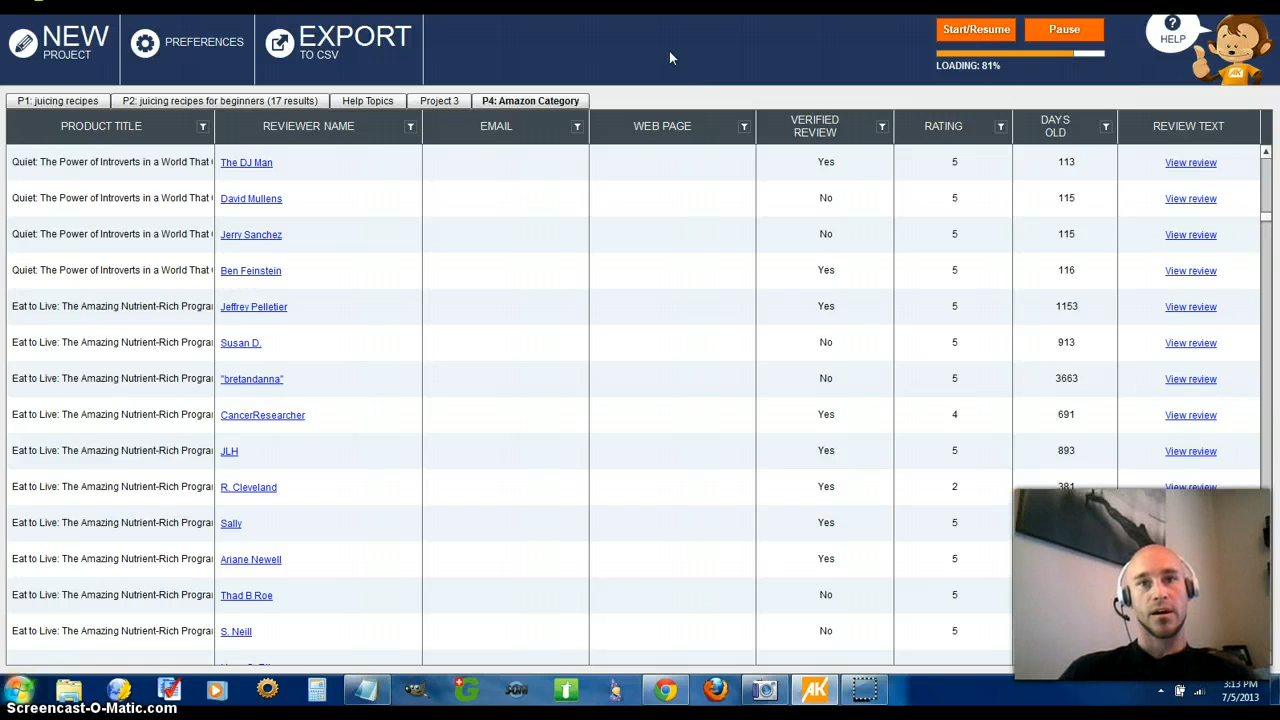 NEW
PROJECT
PREFERENCES
EXPORT
TO CSV
Start/Resume
Pause
LOADING: 81%
?
HELP
AK
P1: juicing recipes
P2: juicing recipes for beginners (17 results)
Help Topics
Project 3
P4: Amazon Category
PRODUCT TITLE
REVIEWER NAME
EMAIL
WEB PAGE
VERIFIED
REVIEW
RATING
DAYS
OLD
REVIEW TEXT
Quiet: The Power of Introverts in a World That The DJ Man Yes 5 113 View review
Quiet: The Power of Introverts in a World That David Mullens No 5 115 View review
Quiet: The Power of Introverts in a World That Jerry Sanchez No 5 115 View review
Quiet: The Power of Introverts in a World That Ben Feinstein Yes 5 116 View review
Eat to Live: The Amazing Nutrient-Rich Progra Jeffrey Pelletier Yes 5 1153 View review
Eat to Live: The Amazing Nutrient-Rich Progra Susan D. No 5 913 View review
Eat to Live: The Amazing Nutrient-Rich Progra "bretandanna" No 5 3663 View review
Eat to Live: The Amazing Nutrient-Rich Progra CancerResearcher Yes 4 691 View review
Eat to Live: The Amazing Nutrient-Rich Progra JLH Yes 5 893 View review
Eat to Live: The Amazing Nutrient-Rich Progra R. Cleveland Yes 2 381 View review
Eat to Live: The Amazing Nutrient-Rich Progra Sally Yes 5
Eat to Live: The Amazing Nutrient-Rich Progra Ariane Newell Yes 5
Eat to Live: The Amazing Nutrient-Rich Progra Thad B Roe No 5
Eat to Live: The Amazing Nutrient-Rich Progra S. Neill No 5
SOM
AK
3:13 PM
7/5/2013
Screencast-O-Matic.com